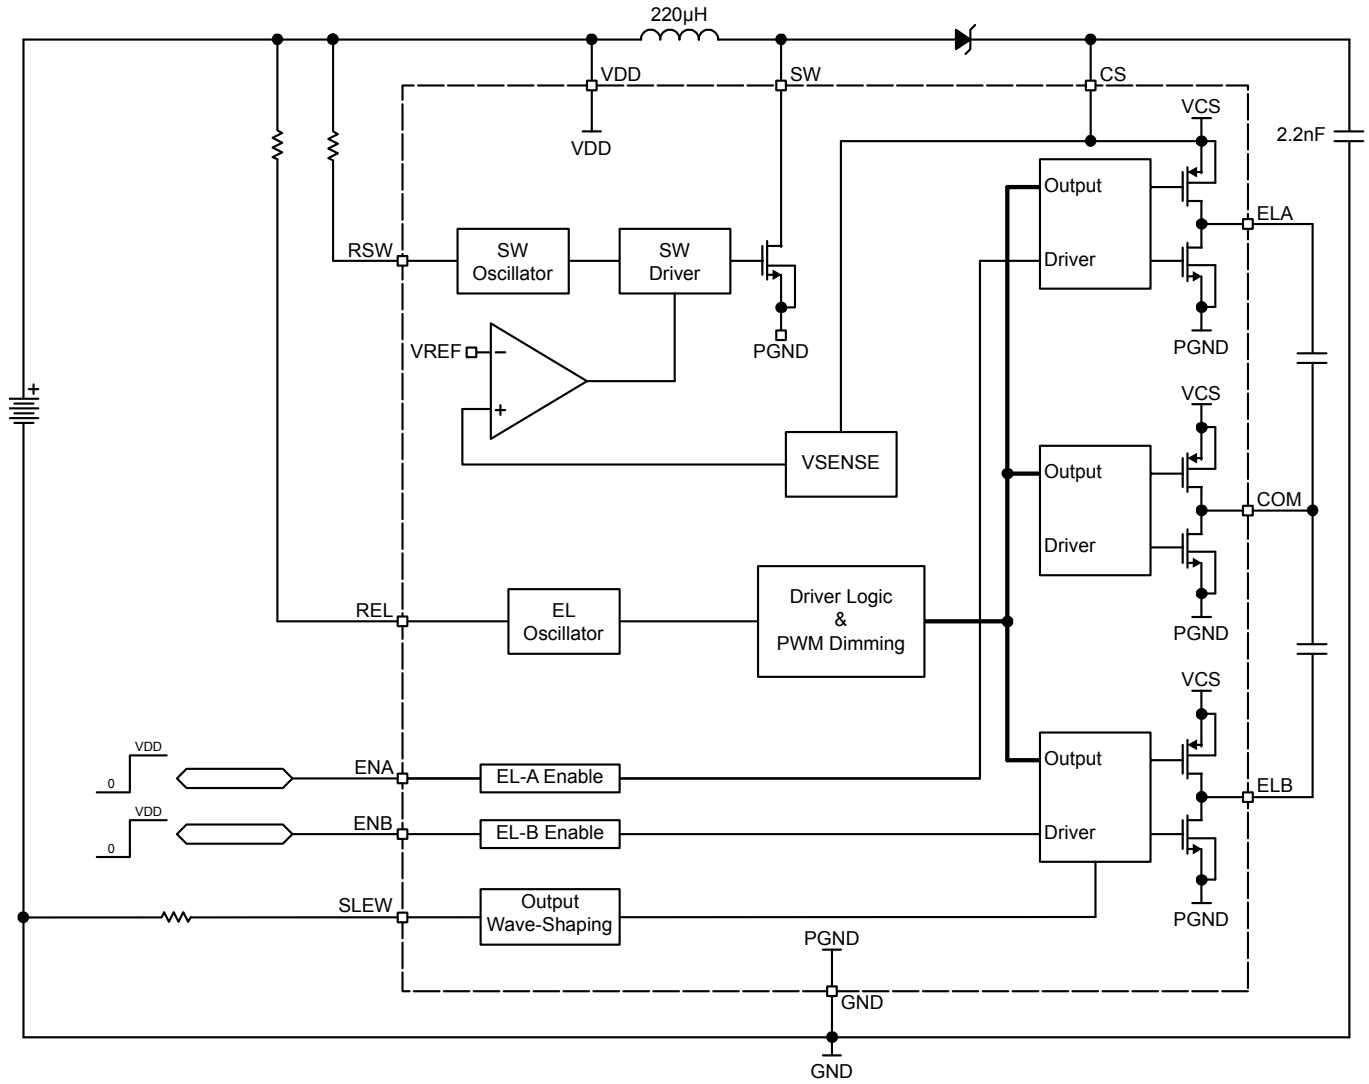 220µH
VDD
SW
CS
VCS
VDD
2.2nF
Output
ELA
RSW
SW
Oscillator
SW
Driver
Driver
VREF
−
PGND
PGND
+
+
VCS
VSENSE
Output
COM
Driver
REL
EL
Oscillator
Driver Logic
&
PWM Dimming
PGND
VCS
VDD
0
ENA
EL-A Enable
Output
ELB
VDD
0
ENB
EL-B Enable
Driver
SLEW
Output
Wave-Shaping
PGND
PGND
GND
GND